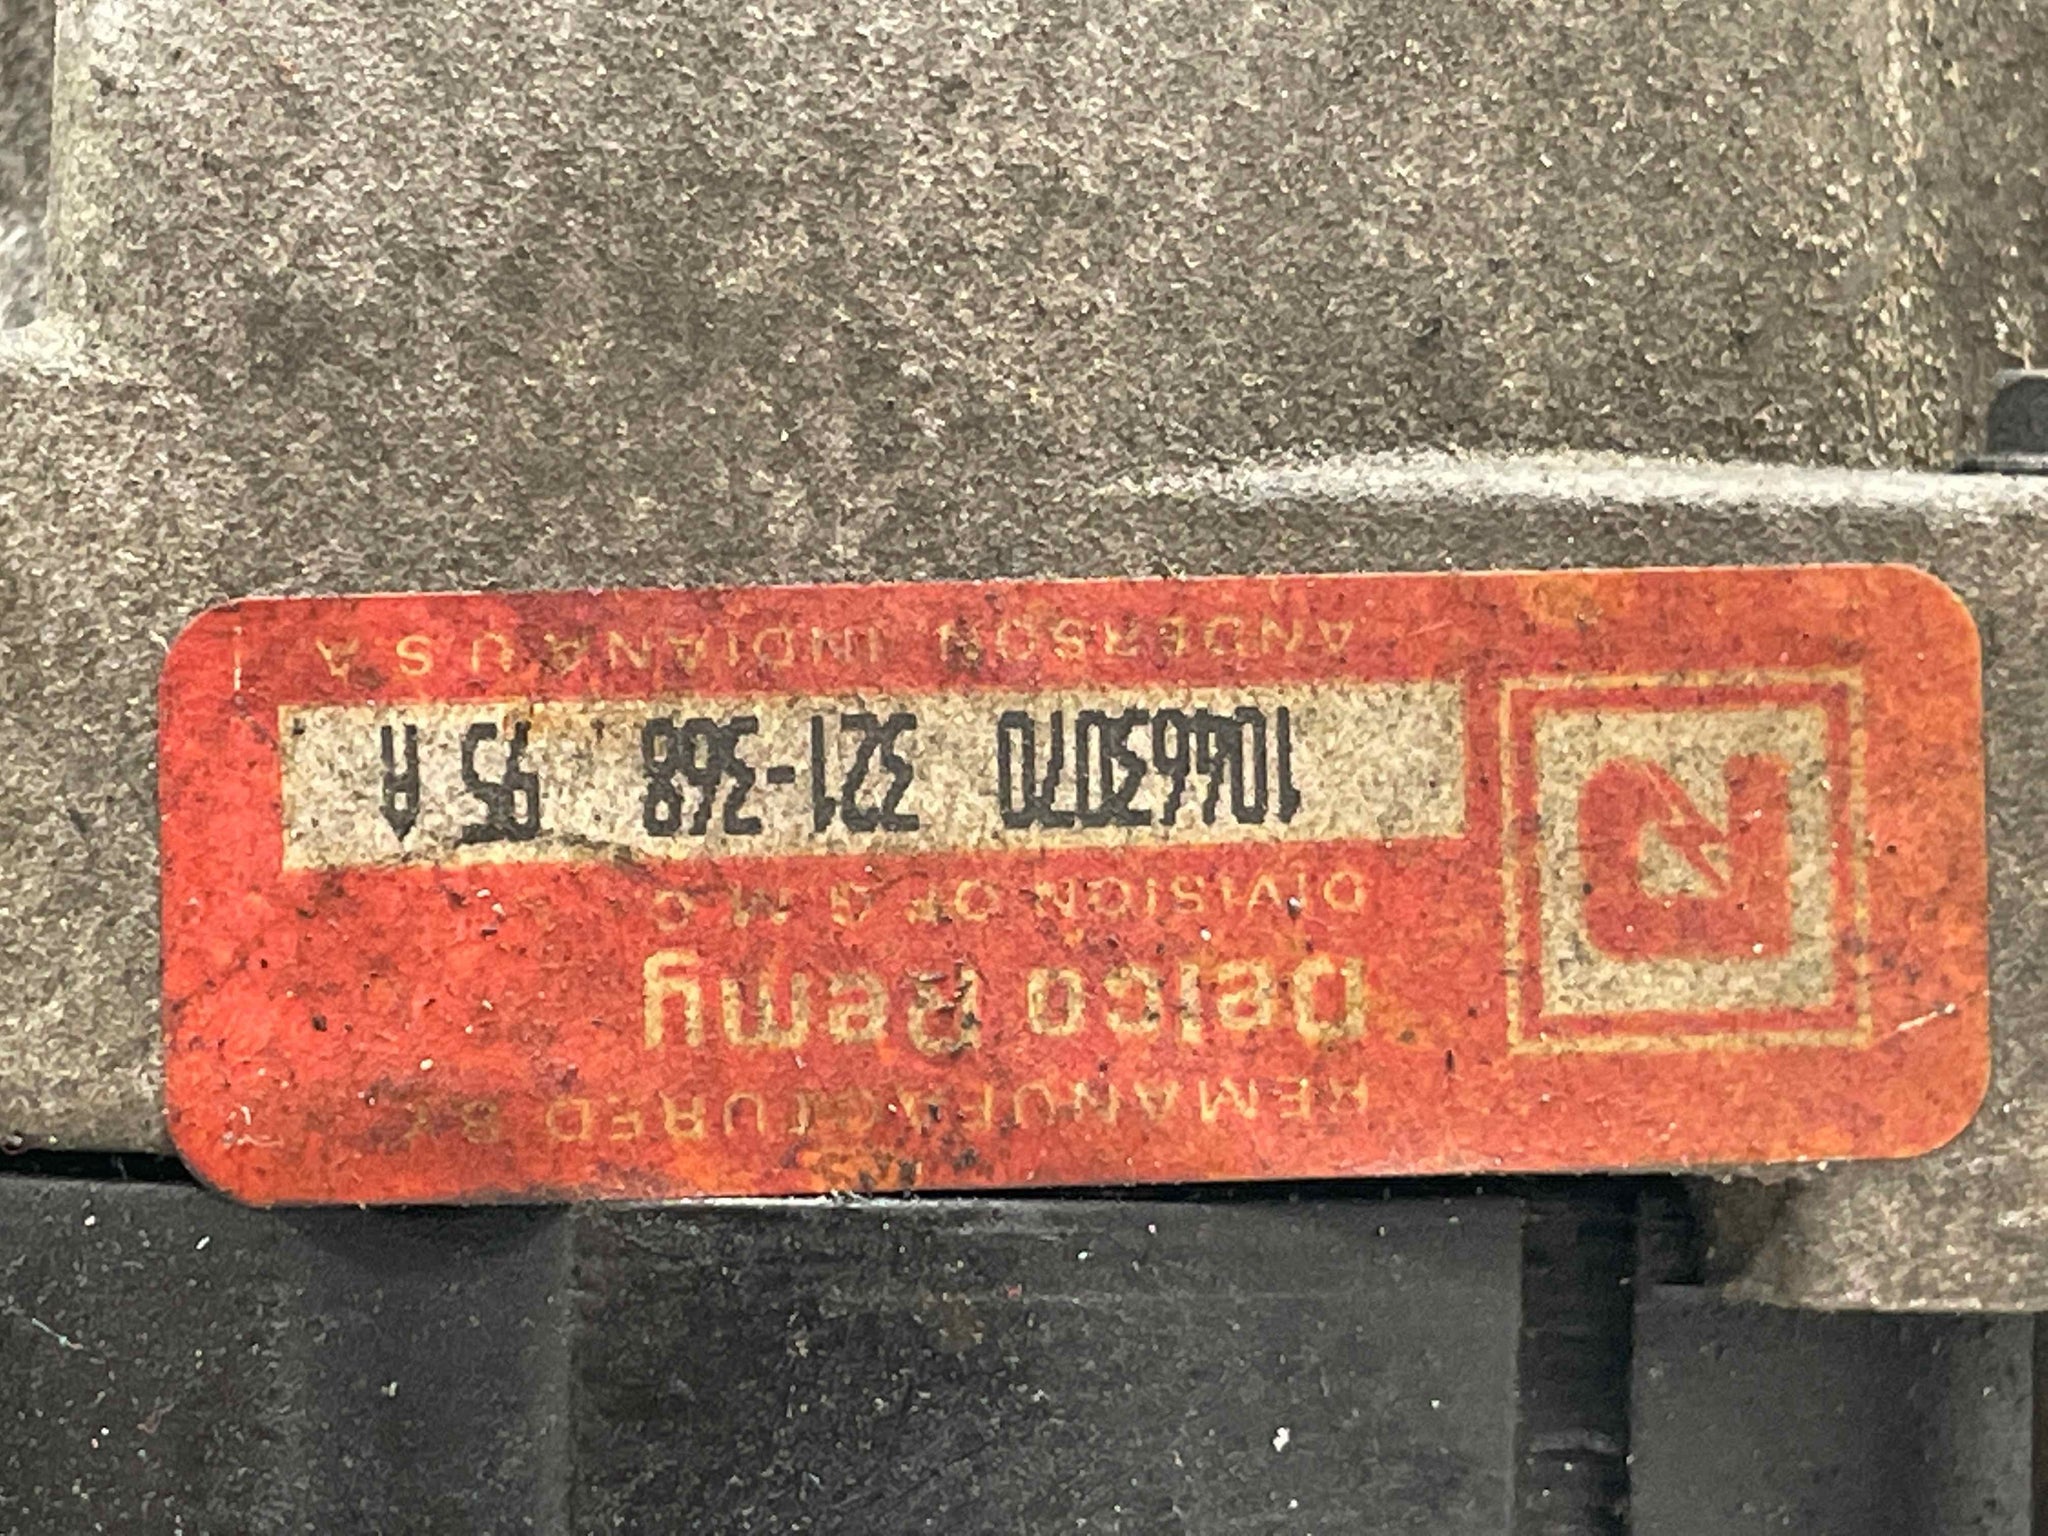 REMANUFACTURED BY
Delco Remy
DIVISION OF G M C
10463070 321-368 95 A
ANDERSON INDIANA U S A